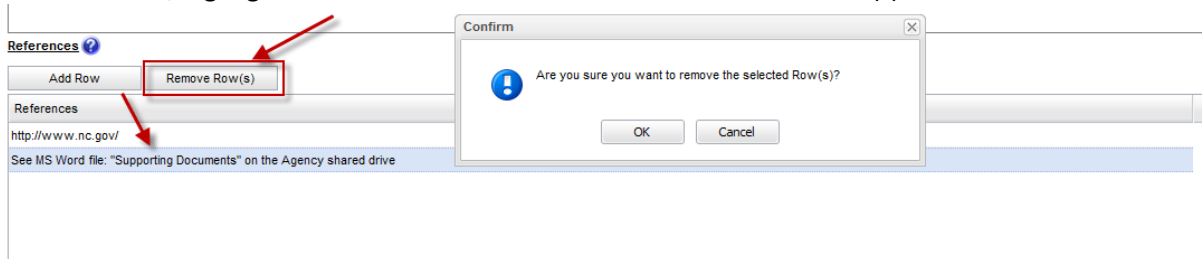 References
Add Row Remove Row(s)
References
http://www.nc.gov/
See MS Word file: "Supporting Documents" on the Agency shared drive
Confirm
Are you sure you want to remove the selected Row(s)?
OK Cancel